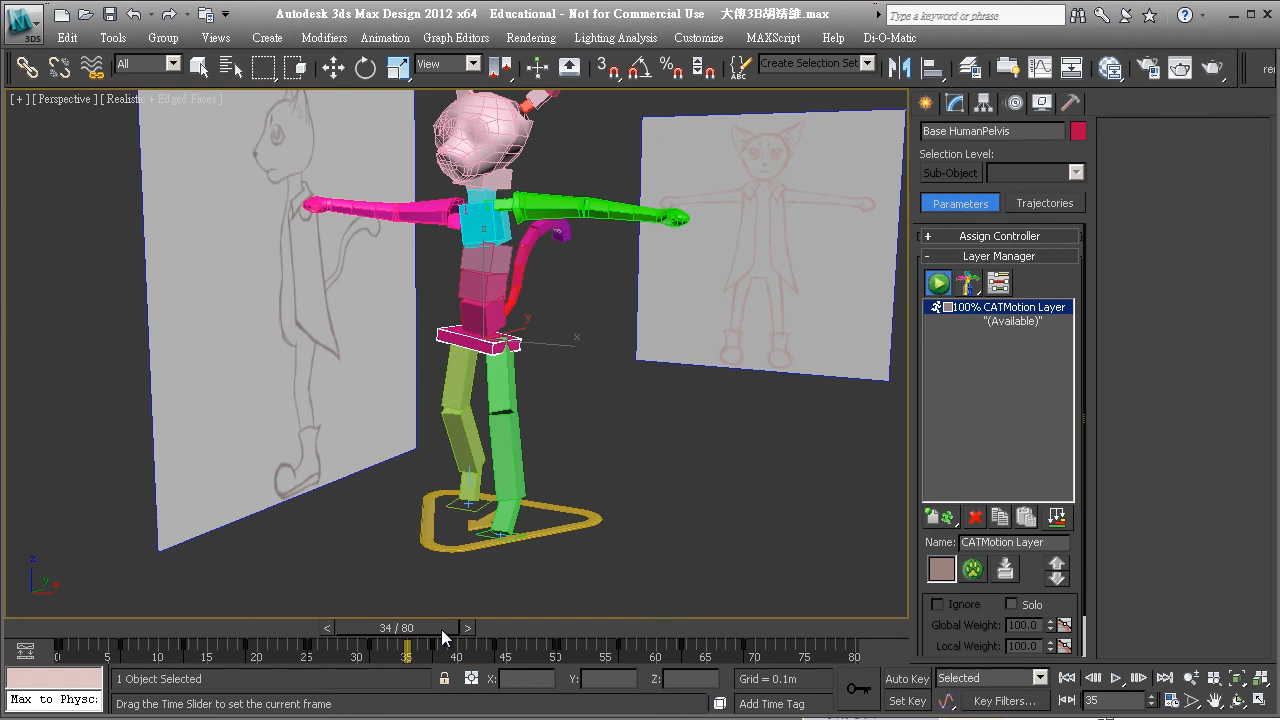 Autodesk 3ds Max Design 2012 x64 Educational - Not for Commercial Use 大傳3B胡婧雒.max
Type a keyword or phrase
3DS
Edit Tools Group Views Create Modifiers Animation Graph Editors Rendering Lighting Analysis Customize MAXScript Help Di-O-Matic
All View Create Selection Set
[ + ] [ Perspective ] [ Realistic + Edged Faces ]
Base HumanPelvis
Selection Level:
Sub-Object
Parameters Trajectories
+ Assign Controller
- Layer Manager
100% CATMotion Layer
"(Available)"
z
y
x
Name: CATMotion Layer
z
y
x
Ignore Solo
Global Weight: 100.0
Local Weight: 100.0
< 34 / 80 >
0 5 10 15 20 25 30 35 40 45 50 55 60 65 70 75 80
1 Object Selected X: Y: Z: Grid = 0.1m Auto Key Selected
Max to Physc: Drag the Time Slider to set the current frame Add Time Tag Set Key Key Filters... 35